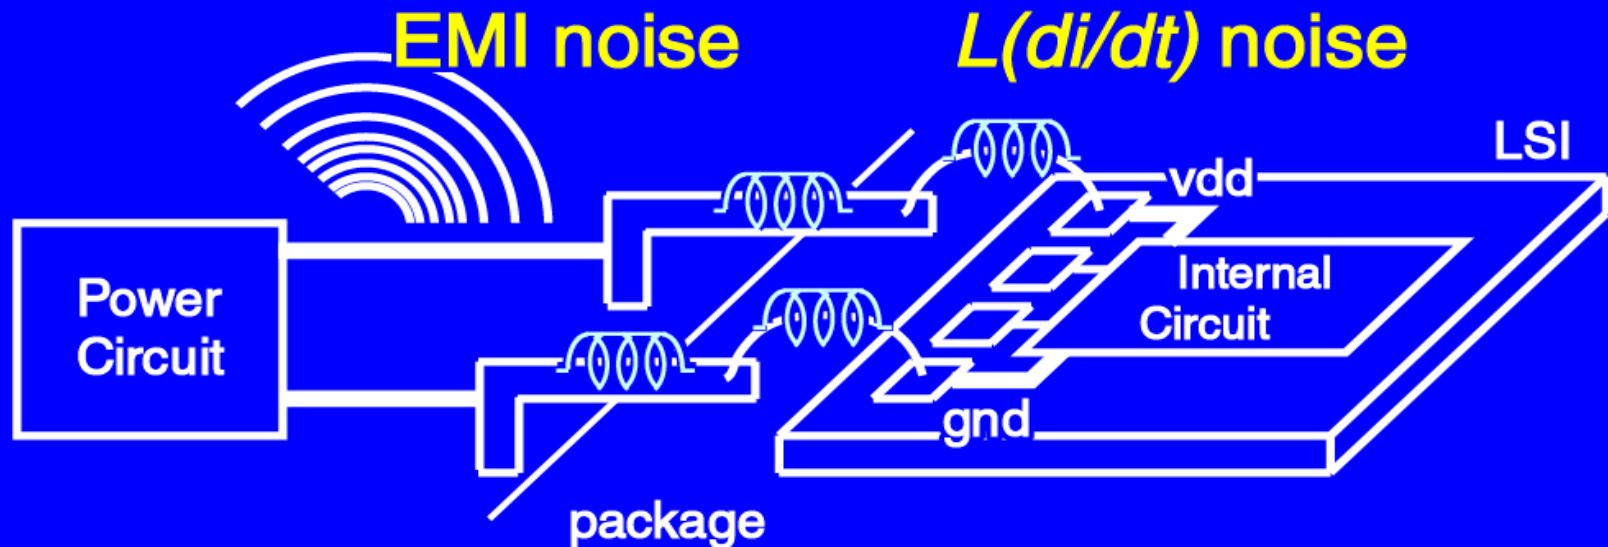 EMI noise
L(di/dt) noise
LSI
vdd
Power
Circuit
Internal
Circuit
gnd
package